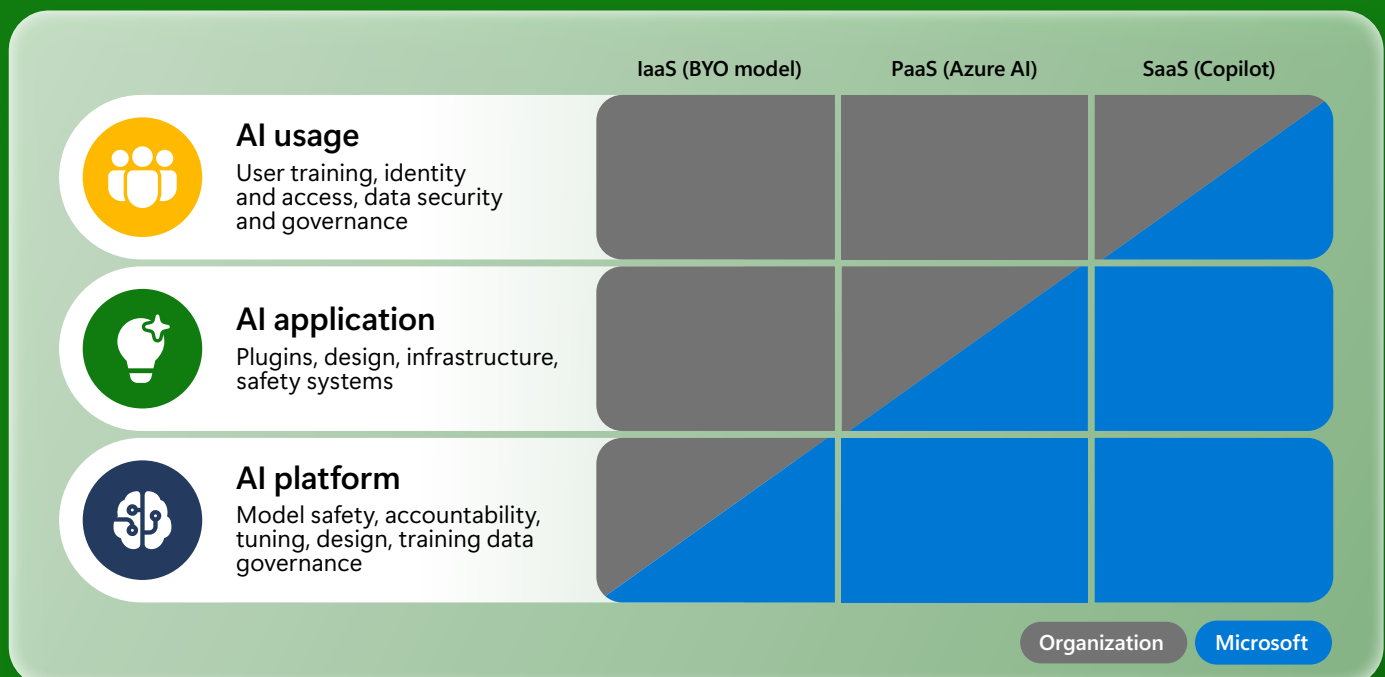 IaaS (BYO model)
PaaS (Azure AI)
SaaS (Copilot)
AI usage
User training, identity
and access, data security
and governance
AI application
Plugins, design, infrastructure,
safety systems
AI platform
Model safety, accountability,
tuning, design, training data
governance
Organization
Microsoft